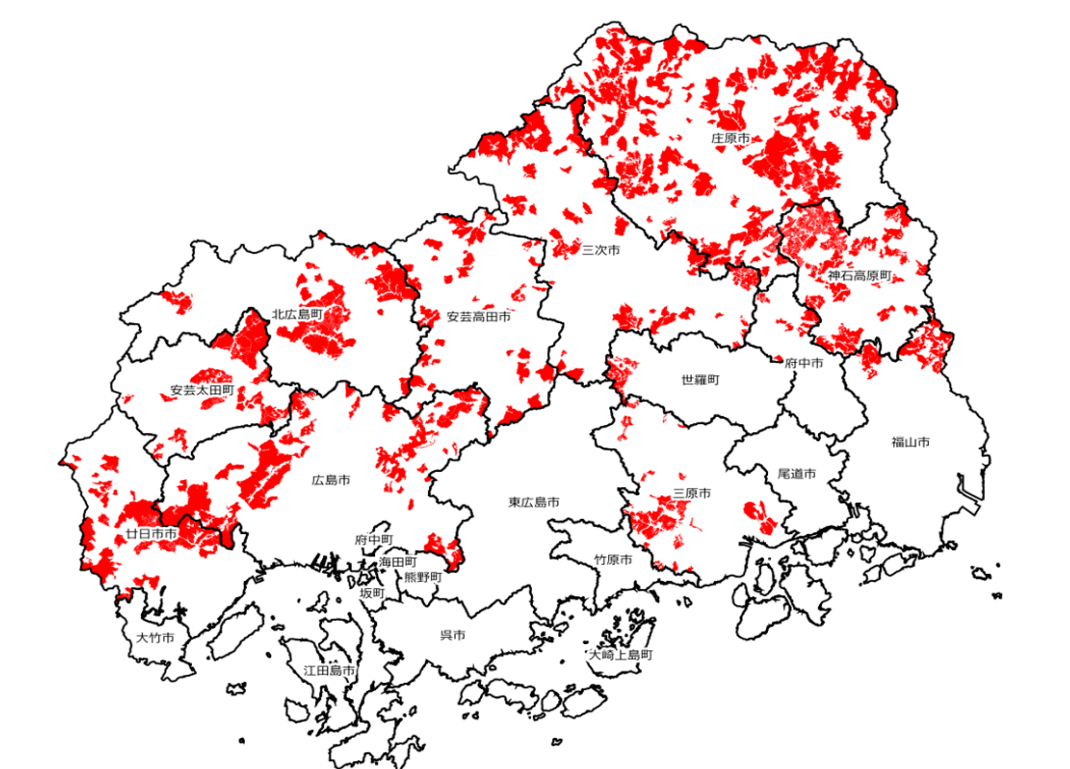 庄原市
三次市
神石高原町
北広島町
安芸高田市
府中市
世羅町
安芸太田町
福山市
広島市
尾道市
三原市
東広島市
廿日市市
府中町
海田町
竹原市
熊野町
坂町
大竹市
呉市
大崎上島町
江田島市